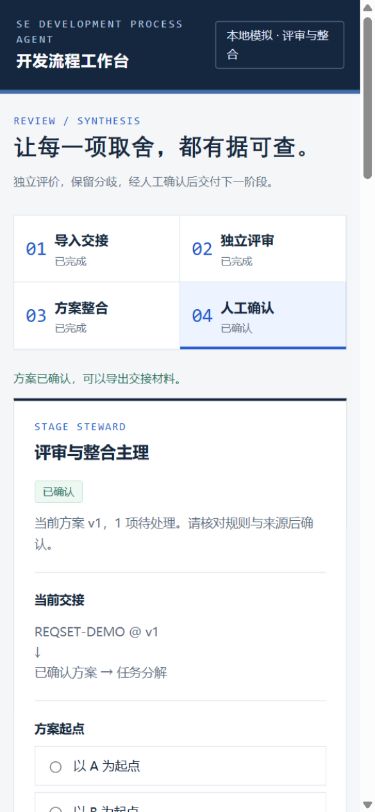 SE DEVELOPMENT PROCESS
AGENT
开发流程工作台
本地模拟 · 评审与整
合
REVIEW / SYNTHESIS
让每一项取舍，都有据可查。
独立评价，保留分歧，经人工确认后交付下一阶段。
01 导入交接
已完成
02 独立评审
已完成
03 方案整合
已完成
04 人工确认
已确认
方案已确认，可以导出交接材料。
STAGE STEWARD
评审与整合主理
已确认
当前方案 v1，1 项待处理。请核对规则与来源后确
认。
当前交接
REQSET-DEMO @ v1
↓
已确认方案 → 任务分解
方案起点
以 A 为起点
以 B 为起点